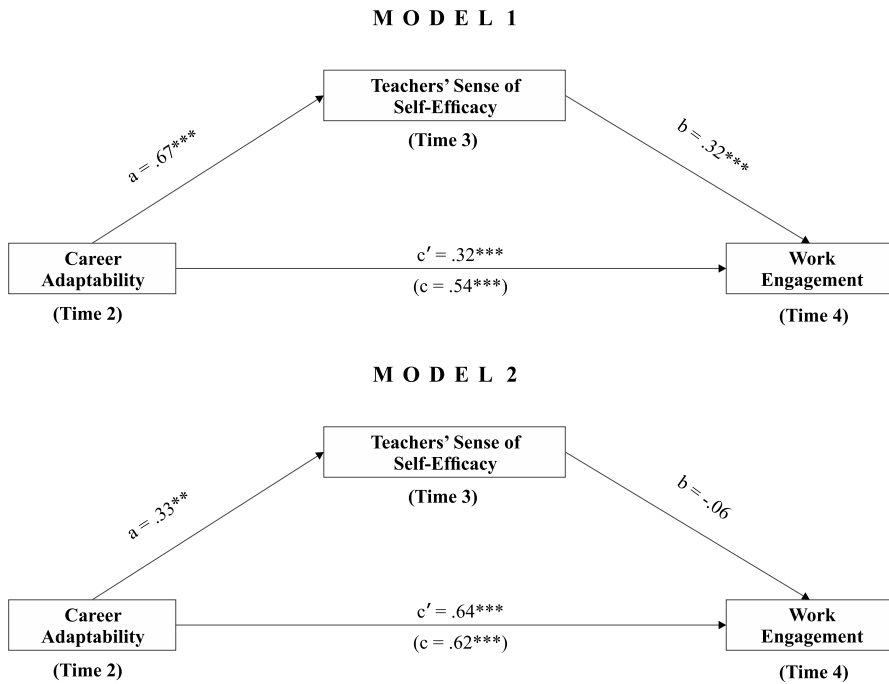 M O D E L 1
Teachers’ Sense of
Self-Efficacy
(Time 3)
a = .67***
b = .32***
Career
Adaptability
(Time 2)
c′ = .32***
(c = .54***)
Work
Engagement
(Time 4)
M O D E L 2
Teachers’ Sense of
Self-Efficacy
(Time 3)
a = .33**
b = -.06
Career
Adaptability
(Time 2)
c′ = .64***
(c = .62***)
Work
Engagement
(Time 4)